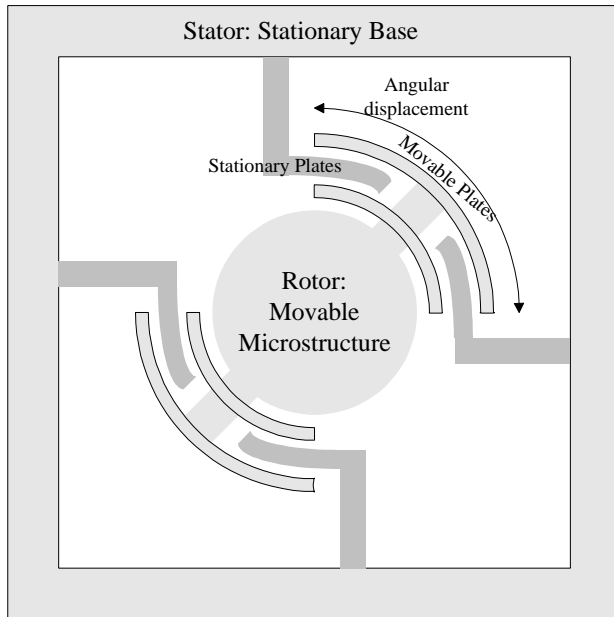 Stator: Stationary Base
Angular
displacement
Movable Plates
Stationary Plates
Rotor:
Movable
Microstructure